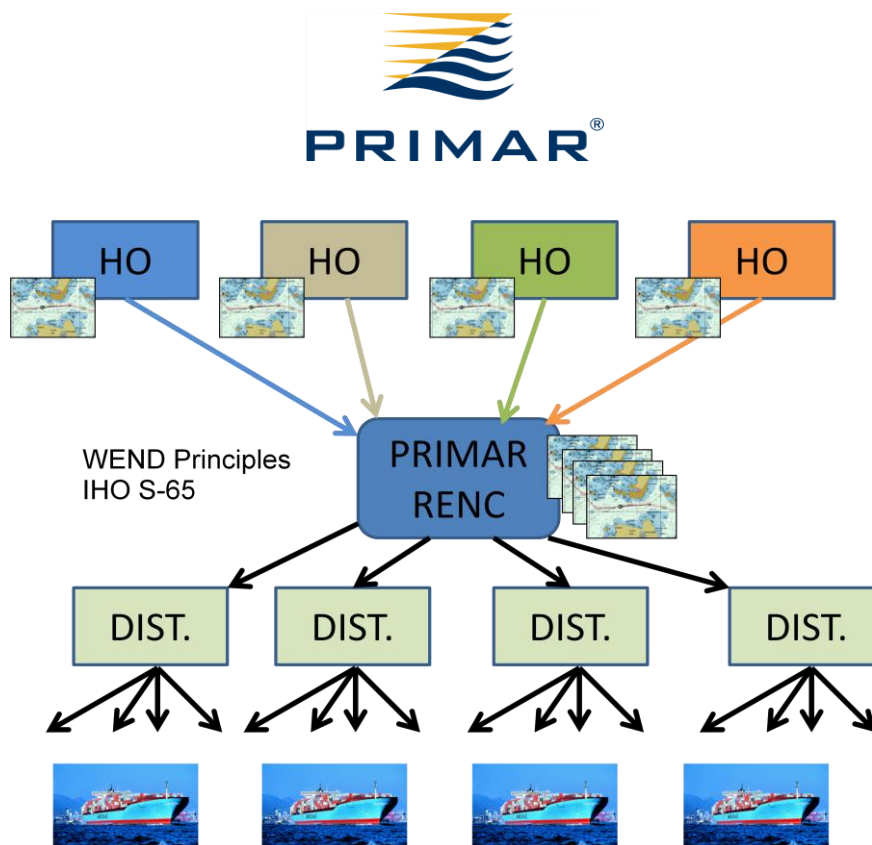 PRIMAR®
HO
HO
HO
HO
WEND Principles
IHO S-65
PRIMAR
RENC
DIST.
DIST.
DIST.
DIST.